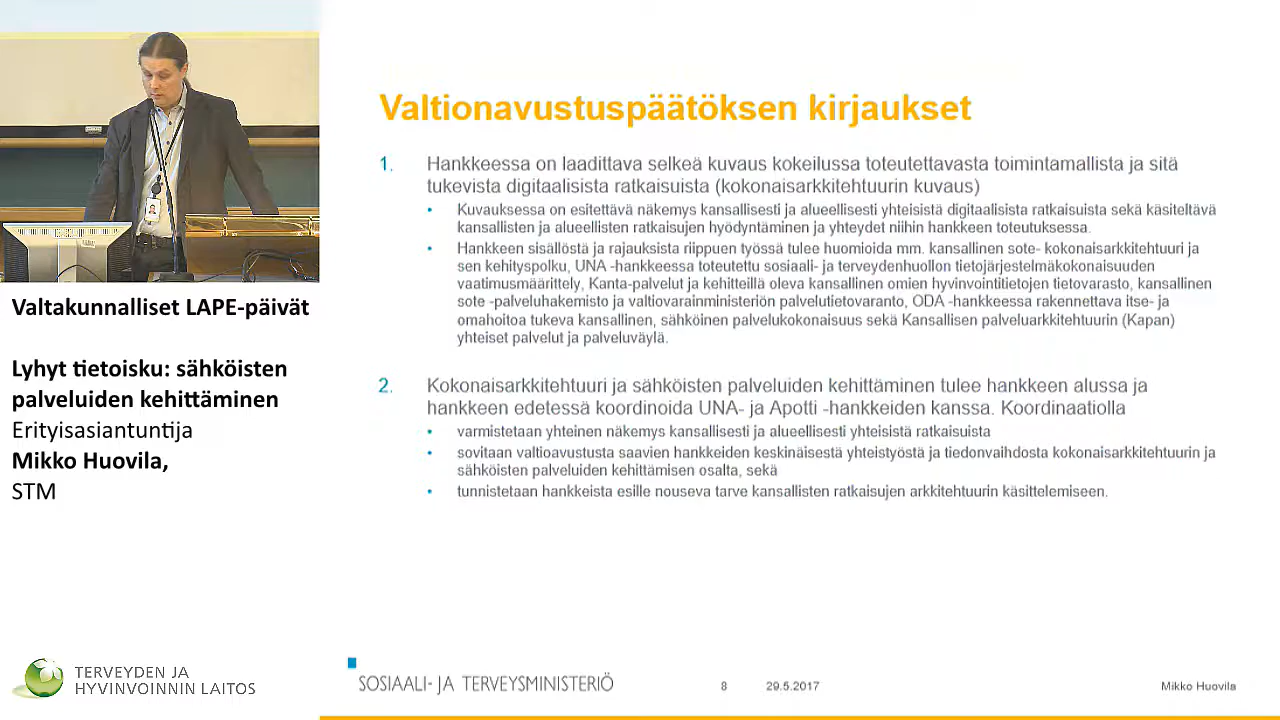 Valtionavustuspäätöksen kirjaukset
1. Hankkeessa on laadittava selkeä kuvaus kokeilussa toteutettavasta toimintamallista ja sitä
tukevista digitaalisista ratkaisuista (kokonaisarkkitehtuurin kuvaus)
• Kuvauksessa on esitettävä näkemys kansallisesti ja alueellisesti yhteisistä digitaalisista ratkaisuista sekä käsiteltävä
kansallisten ja alueellisten ratkaisujen hyödyntäminen ja yhteydet niihin hankkeen toteutuksessa.
• Hankkeen sisällöstä ja rajauksista riippuen työssä tulee huomioida mm. kansallinen sote- kokonaisarkkitehtuuri ja
sen kehityspolku, UNA -hankkeessa toteutettu sosiaali- ja terveydenhuollon tietojärjestelmäkokonaisuuden
vaatimusmäärittely, Kanta-palvelut ja kehitteillä oleva kansallinen omien hyvinvointitietojen tietovarasto, kansallinen
sote -palveluhakemisto ja valtiovarainministeriön palvelutietovaranto, ODA -hankkeessa rakennettava itse- ja
omahoitoa tukeva kansallinen, sähköinen palvelukokonaisuus sekä Kansallisen palveluarkkitehtuurin (Kapan)
yhteiset palvelut ja palveluväylä.
2. Kokonaisarkkitehtuuri ja sähköisten palveluiden kehittäminen tulee hankkeen alussa ja
hankkeen edetessä koordinoida UNA- ja Apotti -hankkeiden kanssa. Koordinaatiolla
• varmistetaan yhteinen näkemys kansallisesti ja alueellisesti yhteisistä ratkaisuista
• sovitaan valtioavustusta saavien hankkeiden keskinäisestä yhteistyöstä ja tiedonvaihdosta kokonaisarkkitehtuurin ja
sähköisten palveluiden kehittämisen osalta, sekä
• tunnistetaan hankkeista esille nouseva tarve kansallisten ratkaisujen arkkitehtuurin käsittelemiseen.
Valtakunnalliset LAPE-päivät
Lyhyt tietoisku: sähköisten
palveluiden kehittäminen
Erityisasiantuntija
Mikko Huovila,
STM
TERVEYDEN JA
HYVINVOINNIN LAITOS
SOSIAALI- JA TERVEYSMINISTERIÖ
8
29.5.2017
Mikko Huovila